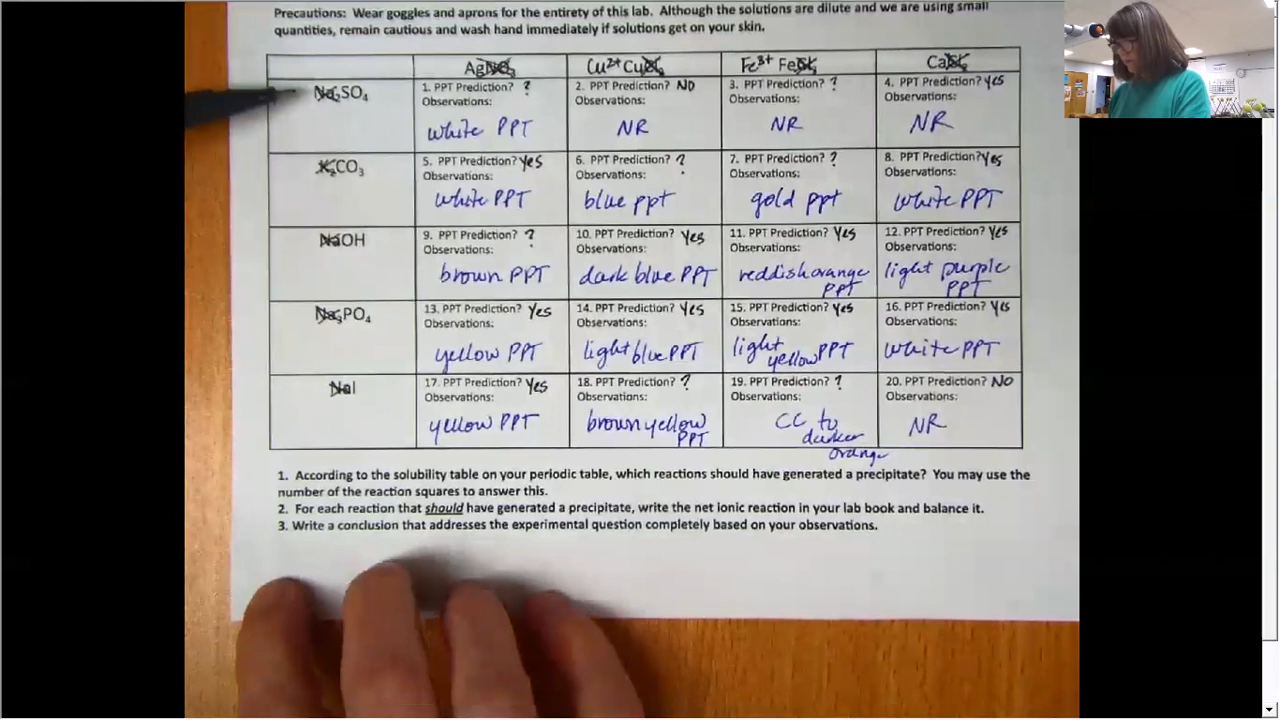 Precautions: Wear goggles and aprons for the entirety of this lab. Although the solutions are dilute and we are using small
quantities, remain cautious and wash hand immediately if solutions get on your skin.
AgNO₃ Cu²⁺ CuCl₂ Fe³⁺ FeCl₃ CaCl₂
Na₂SO₄ 1. PPT Prediction? ? 2. PPT Prediction? NO 3. PPT Prediction? ? 4. PPT Prediction? YES
Observations: Observations: Observations: Observations:
white PPT NR NR NR
K₂CO₃ 5. PPT Prediction? Yes 6. PPT Prediction? ? 7. PPT Prediction? ? 8. PPT Prediction? Yes
Observations: Observations: Observations: Observations:
white PPT blue ppt gold ppt white PPT
NaOH 9. PPT Prediction? ? 10. PPT Prediction? Yes 11. PPT Prediction? Yes 12. PPT Prediction? Yes
Observations: Observations: Observations: Observations:
brown PPT dark blue PPT reddish orange light purple
PPT PPT
Na₃PO₄ 13. PPT Prediction? Yes 14. PPT Prediction? Yes 15. PPT Prediction? Yes 16. PPT Prediction? Yes
Observations: Observations: Observations: Observations:
yellow PPT light blue PPT light yellow PPT white PPT
NaI 17. PPT Prediction? Yes 18. PPT Prediction? ? 19. PPT Prediction? ? 20. PPT Prediction? NO
Observations: Observations: Observations: Observations:
yellow PPT brown yellow CC to NR
PPT darker
orange
1. According to the solubility table on your periodic table, which reactions should have generated a precipitate? You may use the
number of the reaction squares to answer this.
2. For each reaction that should have generated a precipitate, write the net ionic reaction in your lab book and balance it.
3. Write a conclusion that addresses the experimental question completely based on your observations.